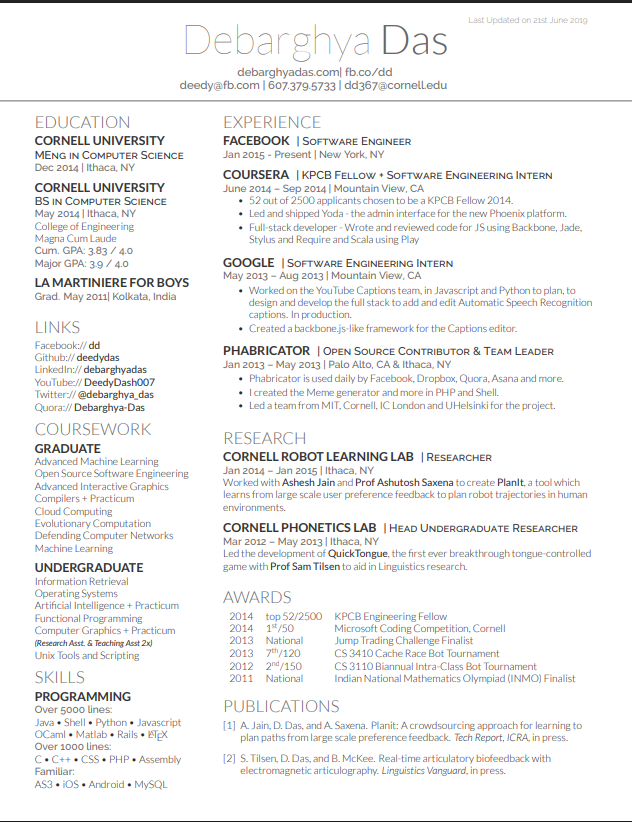 Last Updated on 21st June 2019
Debarghya Das
debarghyadas.com| fb.co/dd
deedy@fb.com | 607.379.5733 | dd367@cornell.edu
EDUCATION
CORNELL UNIVERSITY
MEng in Computer Science
Dec 2014 | Ithaca, NY
CORNELL UNIVERSITY
BS in Computer Science
May 2014 | Ithaca, NY
College of Engineering
Magna Cum Laude
Cum. GPA: 3.83 / 4.0
Major GPA: 3.9 / 4.0
LA MARTINIERE FOR BOYS
Grad. May 2011| Kolkata, India
LINKS
Facebook:// dd
Github:// deedydas
LinkedIn:// debarghyadas
YouTube:// DeedyDash007
Twitter:// @debarghya_das
Quora:// Debarghya-Das
COURSEWORK
GRADUATE
Advanced Machine Learning
Open Source Software Engineering
Advanced Interactive Graphics
Compilers + Practicum
Cloud Computing
Evolutionary Computation
Defending Computer Networks
Machine Learning
UNDERGRADUATE
Information Retrieval
Operating Systems
Artificial Intelligence + Practicum
Functional Programming
Computer Graphics + Practicum
(Research Asst. & Teaching Asst 2x)
Unix Tools and Scripting
SKILLS
PROGRAMMING
Over 5000 lines:
Java • Shell • Python • Javascript
OCaml • Matlab • Rails • LATEX
Over 1000 lines:
C • C++ • CSS • PHP • Assembly
Familiar:
AS3 • iOS • Android • MySQL
EXPERIENCE
FACEBOOK | Software Engineer
Jan 2015 - Present | New York, NY
COURSERA | KPCB Fellow + Software Engineering Intern
June 2014 – Sep 2014 | Mountain View, CA
• 52 out of 2500 applicants chosen to be a KPCB Fellow 2014.
• Led and shipped Yoda - the admin interface for the new Phoenix platform.
• Full-stack developer - Wrote and reviewed code for JS using Backbone, Jade,
Stylus and Require and Scala using Play
GOOGLE | Software Engineering Intern
May 2013 – Aug 2013 | Mountain View, CA
• Worked on the YouTube Captions team, in Javascript and Python to plan, to
design and develop the full stack to add and edit Automatic Speech Recognition
captions. In production.
• Created a backbone.js-like framework for the Captions editor.
PHABRICATOR | Open Source Contributor & Team Leader
Jan 2013 – May 2013 | Palo Alto, CA & Ithaca, NY
• Phabricator is used daily by Facebook, Dropbox, Quora, Asana and more.
• I created the Meme generator and more in PHP and Shell.
• Led a team from MIT, Cornell, IC London and UHelsinki for the project.
RESEARCH
CORNELL ROBOT LEARNING LAB | Researcher
Jan 2014 – Jan 2015 | Ithaca, NY
Worked with Ashesh Jain and Prof Ashutosh Saxena to create PlanIt, a tool which
learns from large scale user preference feedback to plan robot trajectories in human
environments.
CORNELL PHONETICS LAB | Head Undergraduate Researcher
Mar 2012 – May 2013 | Ithaca, NY
Led the development of QuickTongue, the first ever breakthrough tongue-controlled
game with Prof Sam Tilsen to aid in Linguistics research.
AWARDS
2014 top 52/2500 KPCB Engineering Fellow
2014 1st/50 Microsoft Coding Competition, Cornell
2013 National Jump Trading Challenge Finalist
2013 7th/120 CS 3410 Cache Race Bot Tournament
2012 2nd/150 CS 3110 Biannual Intra-Class Bot Tournament
2011 National Indian National Mathematics Olympiad (INMO) Finalist
PUBLICATIONS
[1] A. Jain, D. Das, and A. Saxena. Planit: A crowdsourcing approach for learning to
plan paths from large scale preference feedback. Tech Report, ICRA, in press.
[2] S. Tilsen, D. Das, and B. McKee. Real-time articulatory biofeedback with
electromagnetic articulography. Linguistics Vanguard, in press.